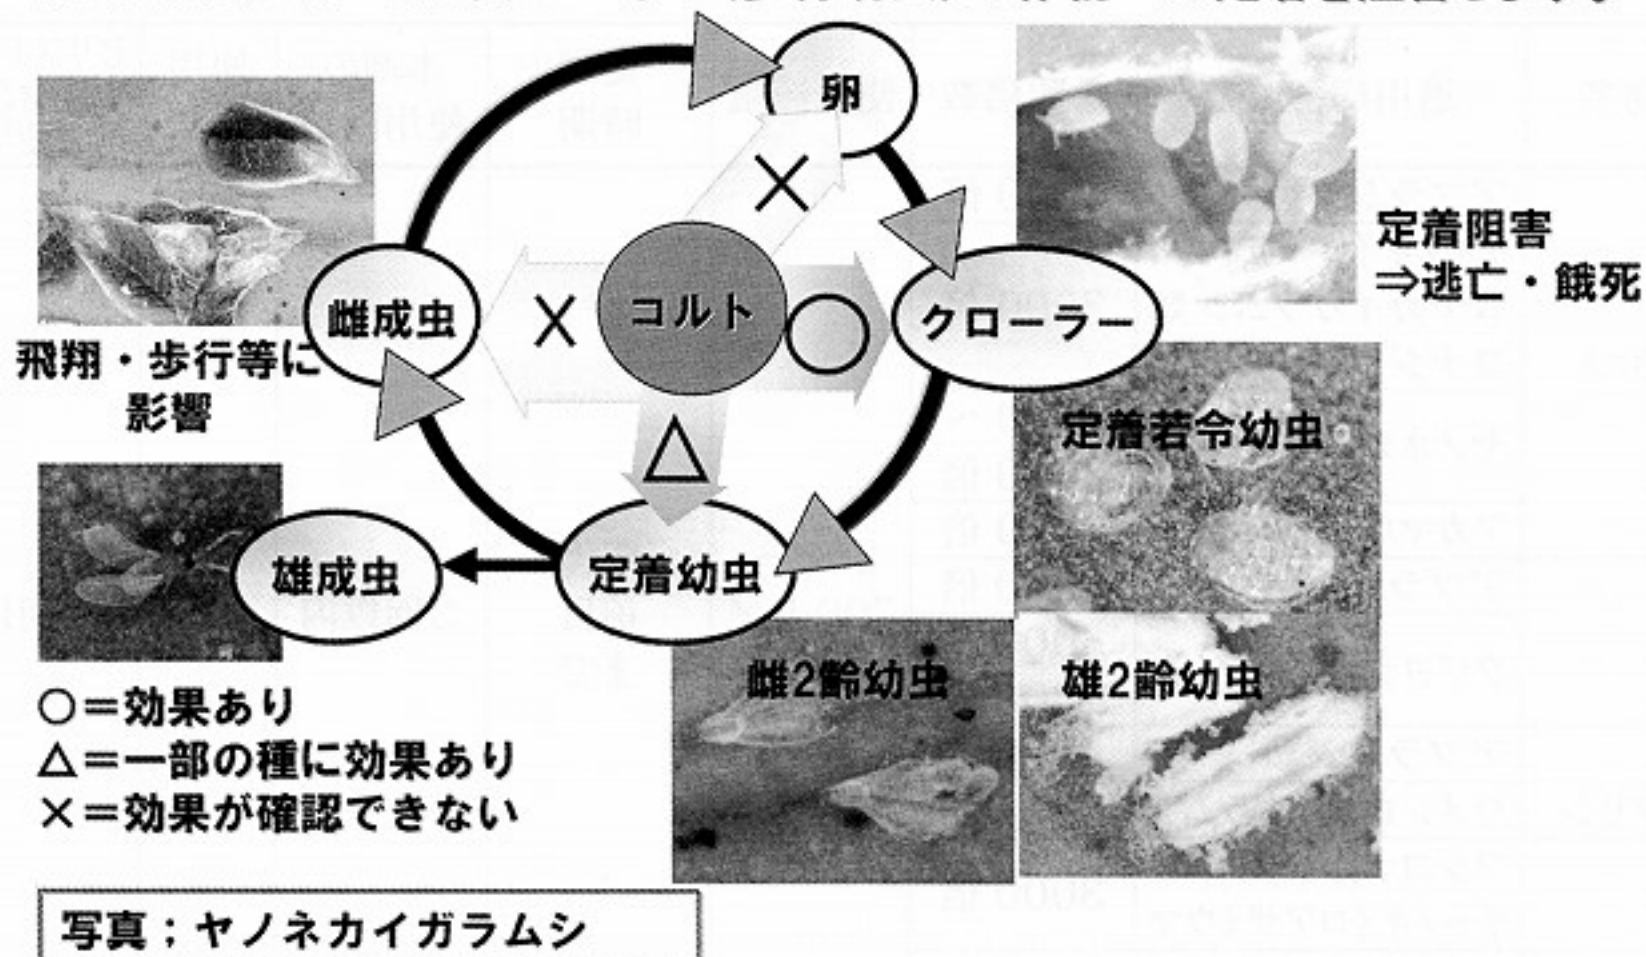 卵
×
定着阻害
⇒逃亡・餓死
雌成虫
×
コルト
○
クローラー
飛翔・歩行等に
影響
△
定着若令幼虫
雄成虫
定着幼虫
雌2齢幼虫
雄2齢幼虫
○＝効果あり
△＝一部の種に効果あり
×＝効果が確認できない
写真；ヤノネカイガラムシ